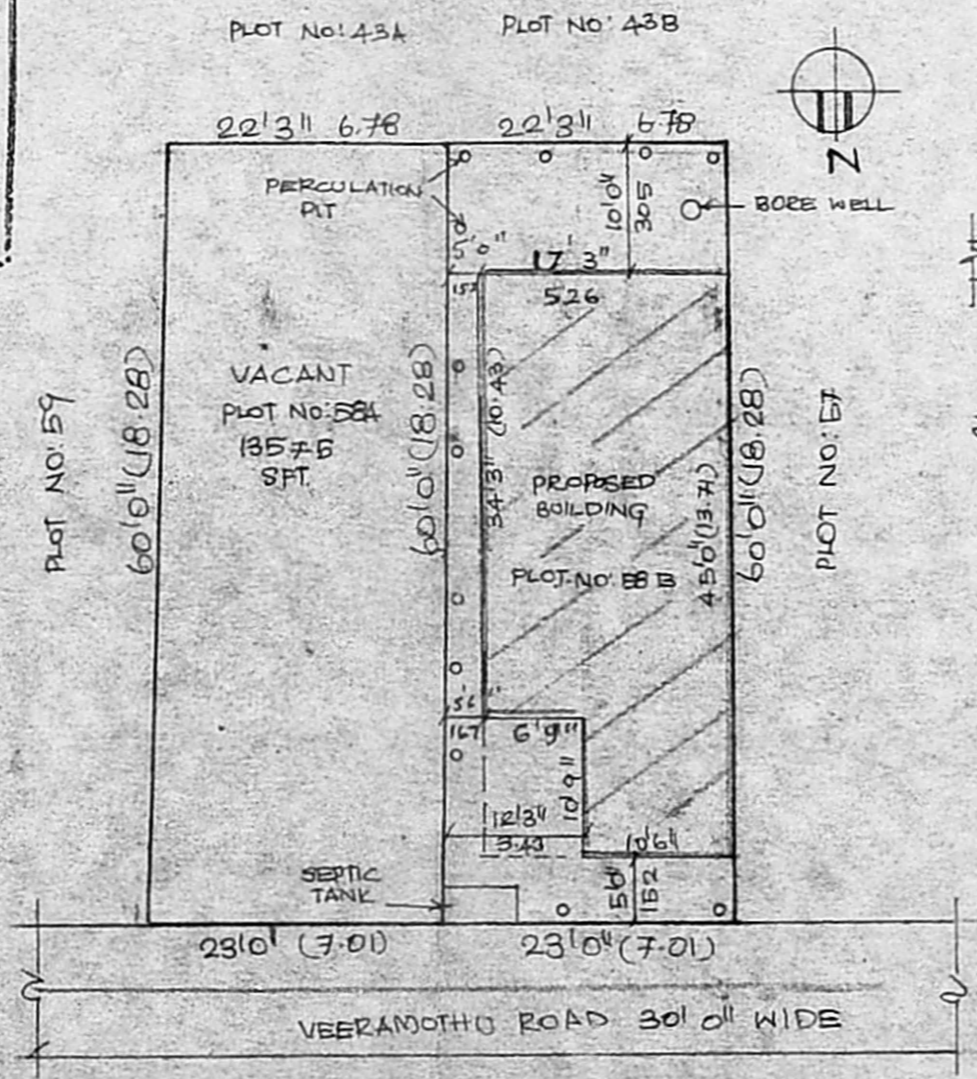 PLOT NO: 43A
PLOT NO: 43B
22'3" 6.78
22'3" 6.78
N
PERCULATION
PIT
10'0"
305
BORE WELL
5'0"
17'3"
152
526
PLOT NO: 59
60'0" (18.28)
VACANT
PLOT NO: 58A
1357.5
SFT.
60'0" (18.28)
34'3" (10.43)
PROPOSED
BUILDING
PLOT NO: 58 B
45'0" (13.71)
60'0" (18.28)
PLOT NO: 57
5'6"
167
6'9"
10'9"
12'3"
10'6"
SEPTIC
TANK
5'0"
152
23'0' (7.01)
23'0" (7.01)
VEERAMOTHU ROAD 30'0" WIDE